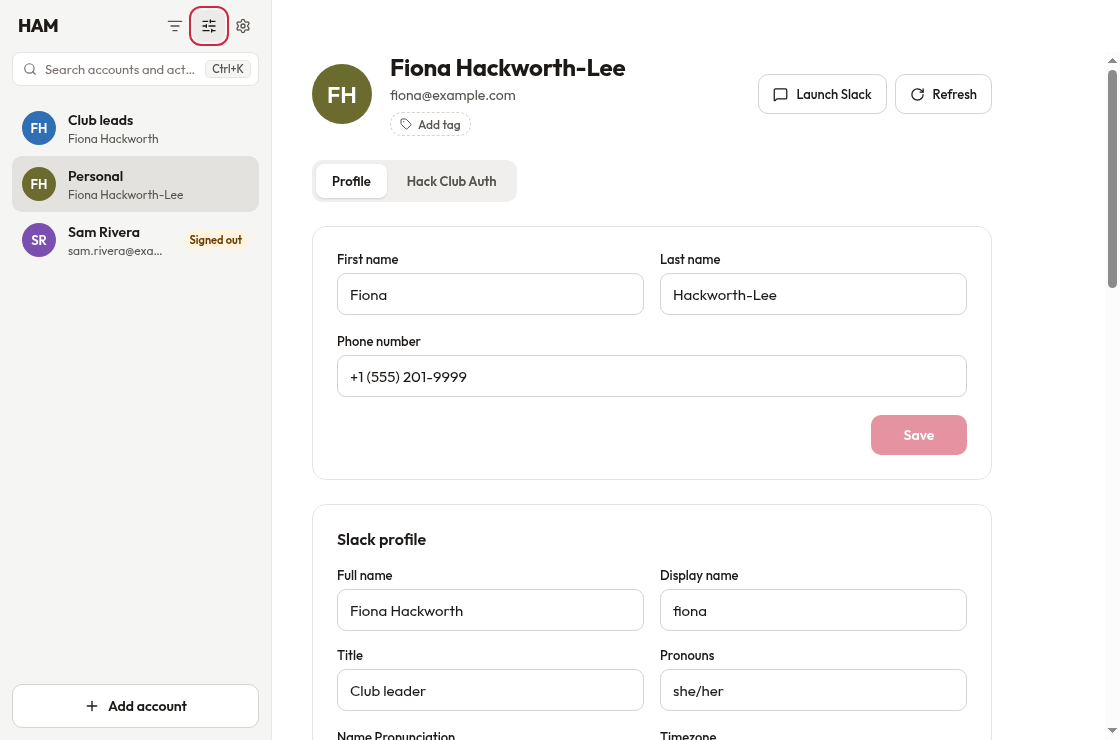 HAM
Search accounts and act... Ctrl+K
FH Club leads
Fiona Hackworth
FH Personal
Fiona Hackworth-Lee
SR Sam Rivera
sam.rivera@exa... Signed out
Add account
FH
Fiona Hackworth-Lee
fiona@example.com
Add tag
Launch Slack
Refresh
Profile Hack Club Auth
First name Last name
Fiona Hackworth-Lee
Phone number
+1 (555) 201-9999
Save
Slack profile
Full name Display name
Fiona Hackworth fiona
Title Pronouns
Club leader she/her
Name Pronunciation Timezone